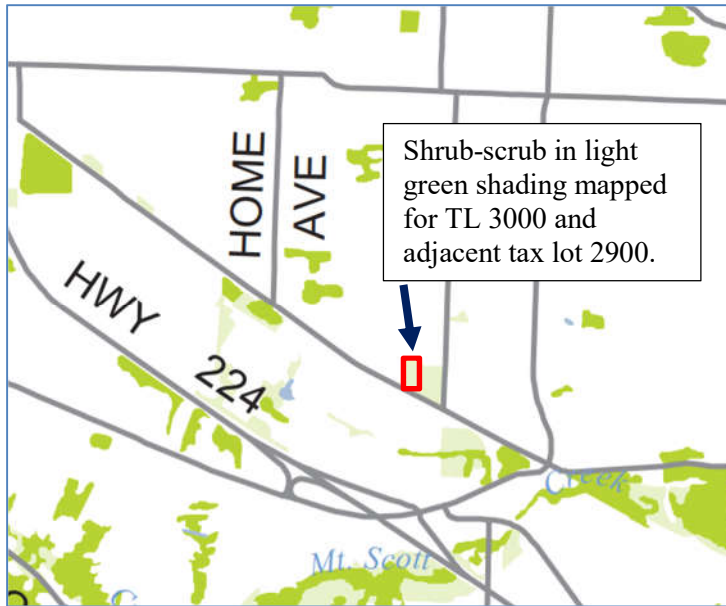 HOME
AVE
Shrub-scrub in light
green shading mapped
for TL 3000 and
adjacent tax lot 2900.
HWY
224
Creek
Mt. Scott